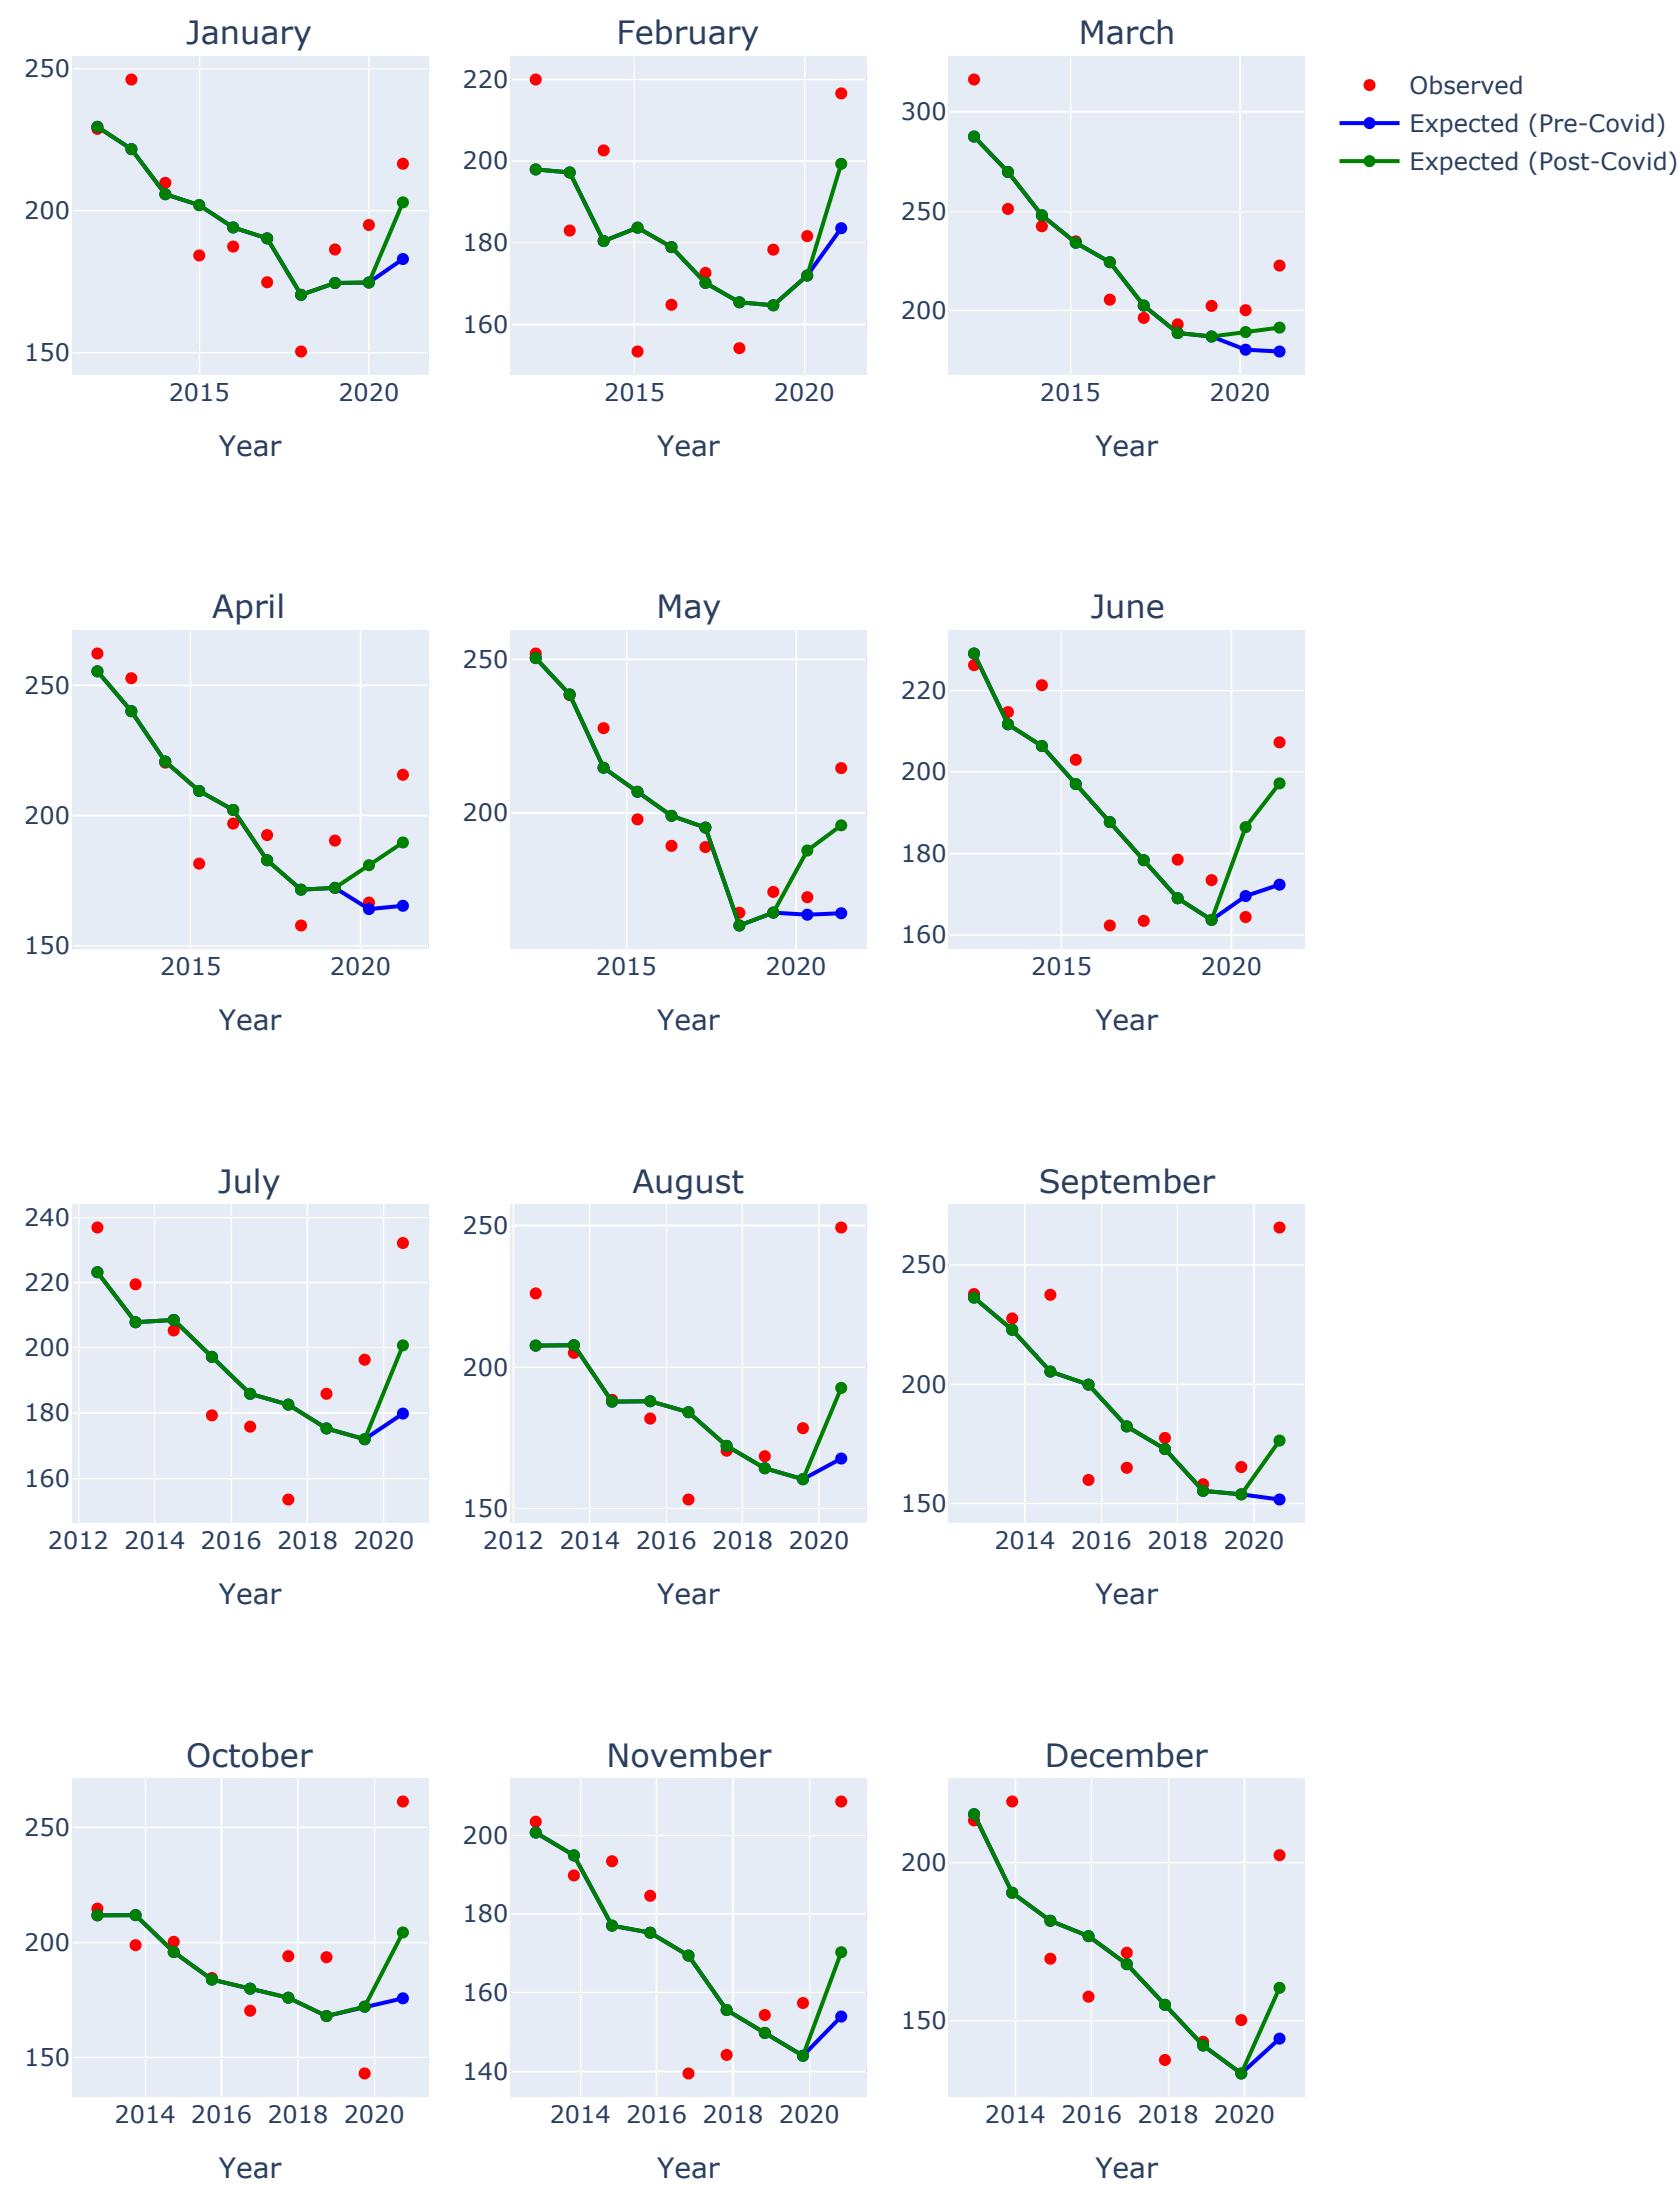 January February March
250
200
150
2015 2020
Year
220
200
180
160
2015 2020
Year
300
250
200
2015 2020
Year
Observed
Expected (Pre-Covid)
Expected (Post-Covid)
April May June
250
200
150
2015 2020
Year
250
200
2015 2020
Year
220
200
180
160
2015 2020
Year
July August September
240
220
200
180
160
2012 2014 2016 2018 2020
Year
250
200
150
2012 2014 2016 2018 2020
Year
250
200
150
2014 2016 2018 2020
Year
October November December
250
200
150
2014 2016 2018 2020
Year
200
180
160
140
2014 2016 2018 2020
Year
200
150
2014 2016 2018 2020
Year